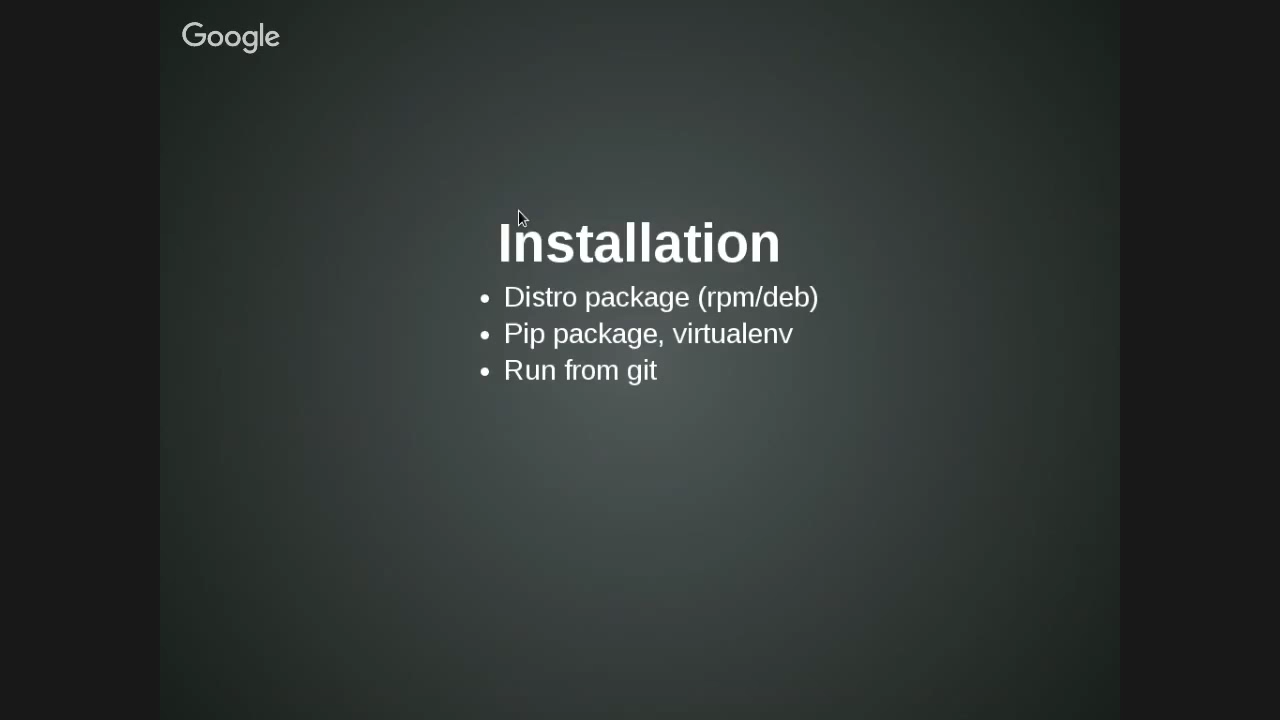 Google
Installation
• Distro package (rpm/deb)
• Pip package, virtualenv
• Run from git